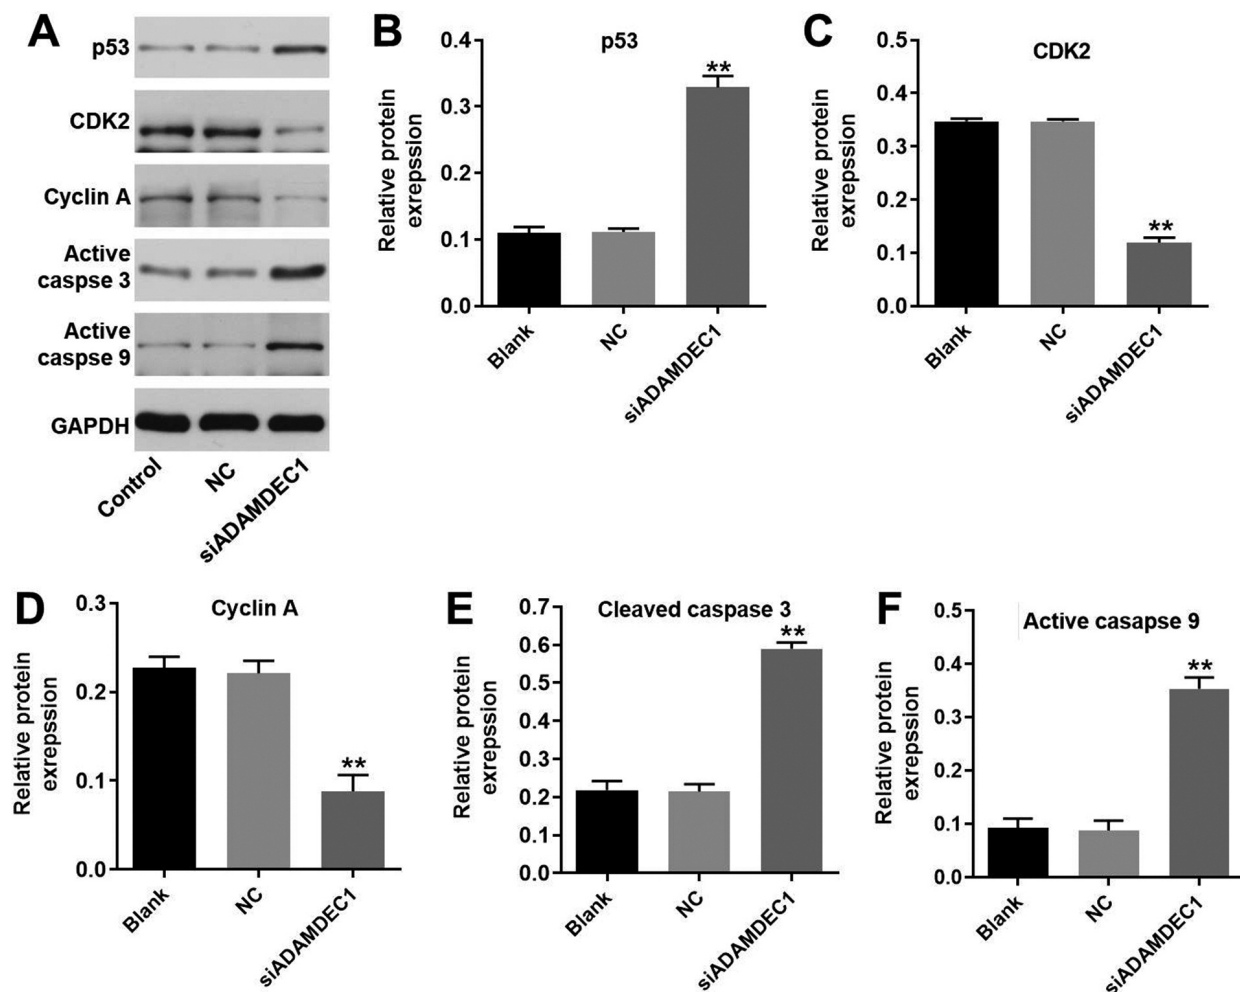 A
p53
CDK2
Cyclin A
Active
caspse 3
Active
caspse 9
GAPDH
Control
NC
siADAMDEC1
B
p53
Relative protein
exrepssion
0.4
0.3
0.2
0.1
0.0
**
Blank
NC
siADAMDEC1
C
CDK2
Relative protein
exrepssion
0.5
0.4
0.3
0.2
0.1
0.0
**
Blank
NC
siADAMDEC1
D
Cyclin A
Relative protein
exrepssion
0.3
0.2
0.1
0.0
**
Blank
NC
siADAMDEC1
E
Cleaved caspase 3
Relative protein
exrepssion
0.7
0.6
0.5
0.4
0.3
0.2
0.1
0.0
**
Blank
NC
siADAMDEC1
F
Active casapse 9
Relative protein
exrepssion
0.5
0.4
0.3
0.2
0.1
0.0
**
Blank
NC
siADAMDEC1